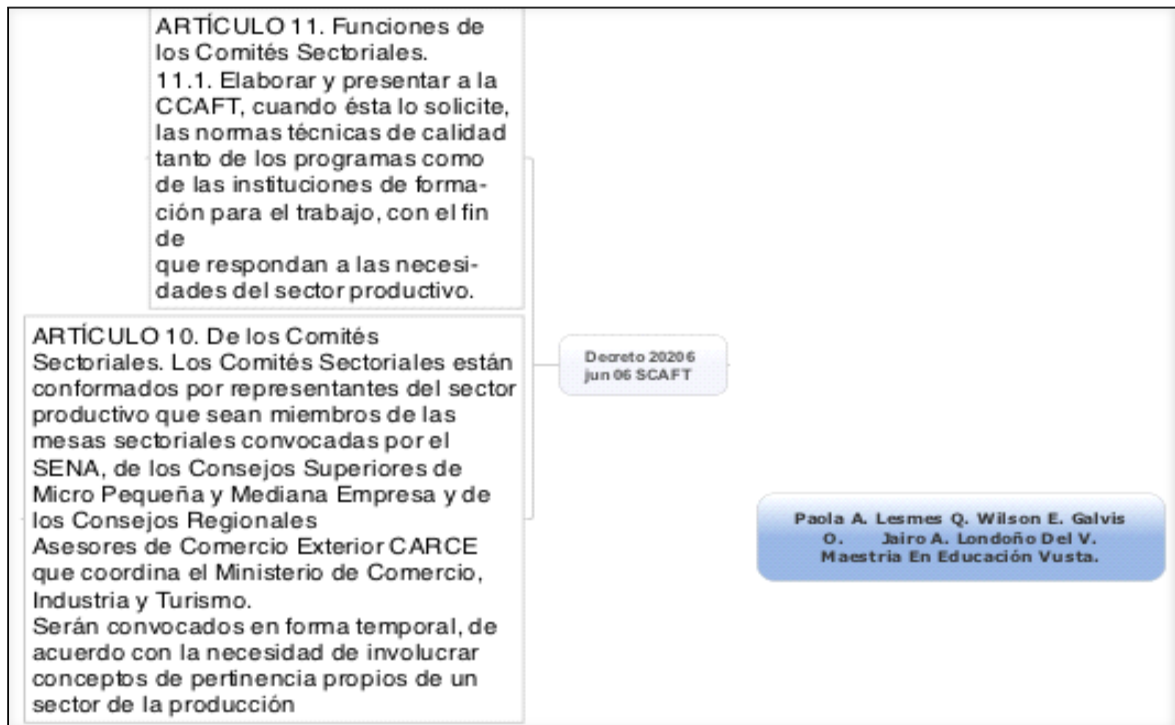 ARTÍCULO 11. Funciones de
los Comités Sectoriales.
11.1. Elaborar y presentar a la
CCAFT, cuando ésta lo solicite,
las normas técnicas de calidad
tanto de los programas como
de las instituciones de forma-
ción para el trabajo, con el fin
de
que respondan a las necesi-
dades del sector productivo.
ARTÍCULO 10. De los Comités
Sectoriales. Los Comités Sectoriales están
conformados por representantes del sector
productivo que sean miembros de las
mesas sectoriales convocadas por el
SENA, de los Consejos Superiores de
Micro Pequeña y Mediana Empresa y de
los Consejos Regionales
Asesores de Comercio Exterior CARCE
que coordina el Ministerio de Comercio,
Industria y Turismo.
Serán convocados en forma temporal, de
acuerdo con la necesidad de involucrar
conceptos de pertinencia propios de un
sector de la producción
Decreto 20206
jun 06 SCAFT
Paola A. Lesmes Q. Wilson E. Galvis
O. Jairo A. Londoño Del V.
Maestria En Educación Vusta.